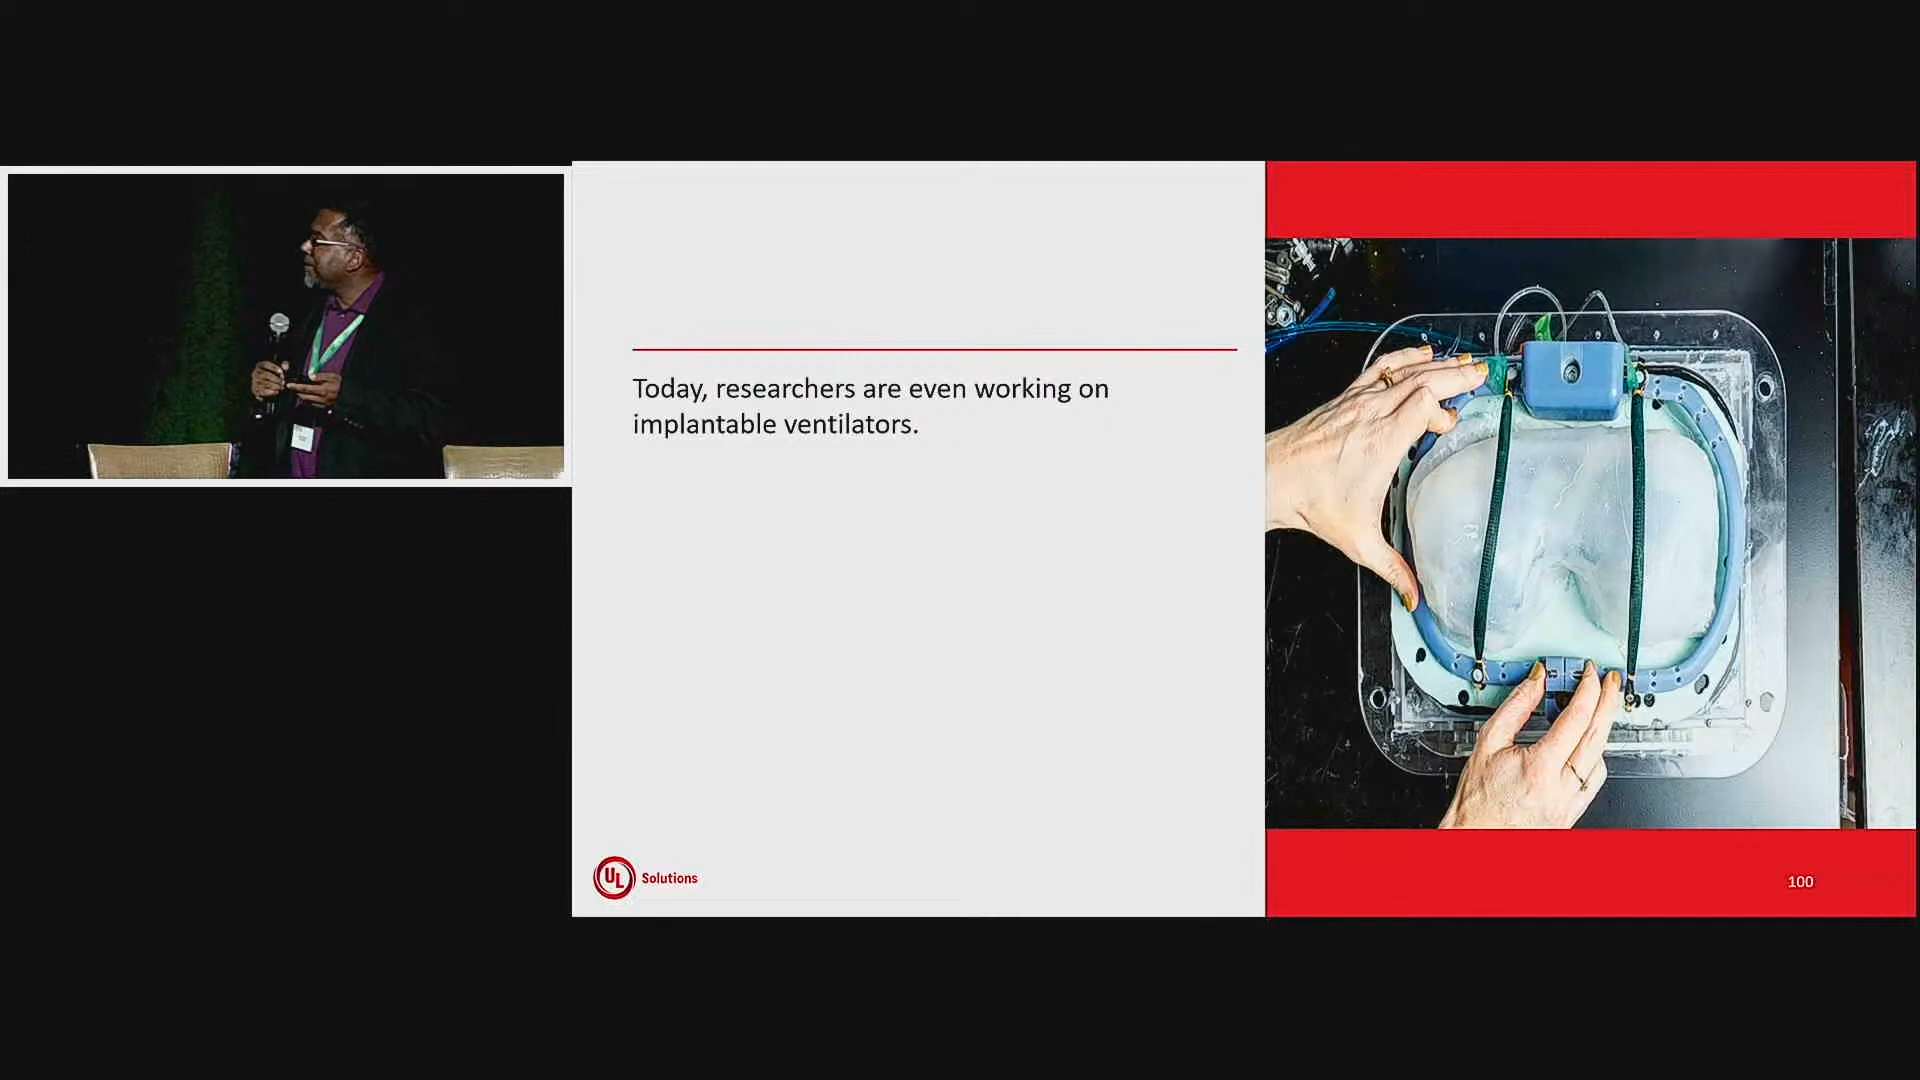 Today, researchers are even working on
implantable ventilators.
UL Solutions
100